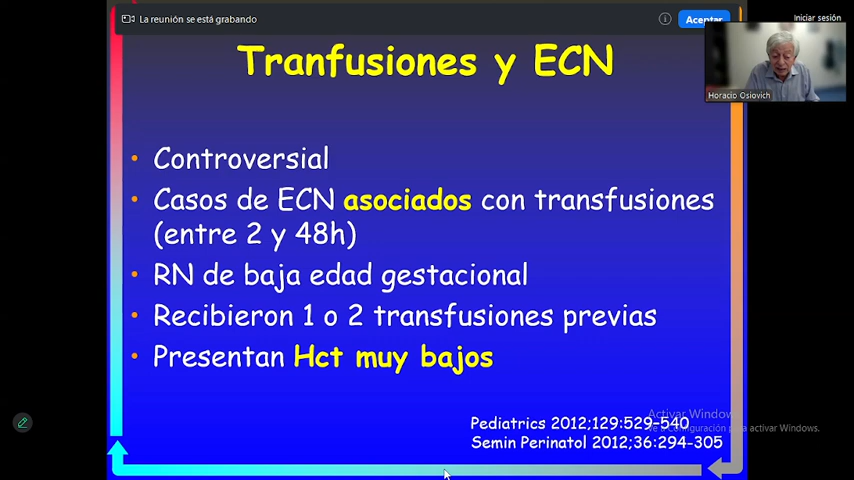 La reunión se está grabando
Aceptar
Iniciar sesión
Horacio Osiovich
Tranfusiones y ECN
• Controversial
• Casos de ECN asociados con transfusiones
(entre 2 y 48h)
• RN de baja edad gestacional
• Recibieron 1 o 2 transfusiones previas
• Presentan Hct muy bajos
Pediatrics 2012;129:529-540
Semin Perinatol 2012;36:294-305
Activar Windows
Configuración para activar Windows.